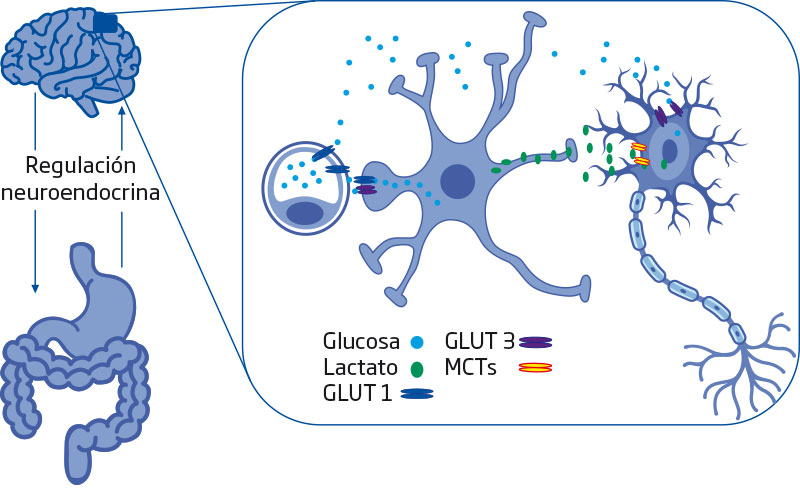 Regulación
neuroendocrina
Glucosa
Lactato
GLUT 1
GLUT 3
MCTs